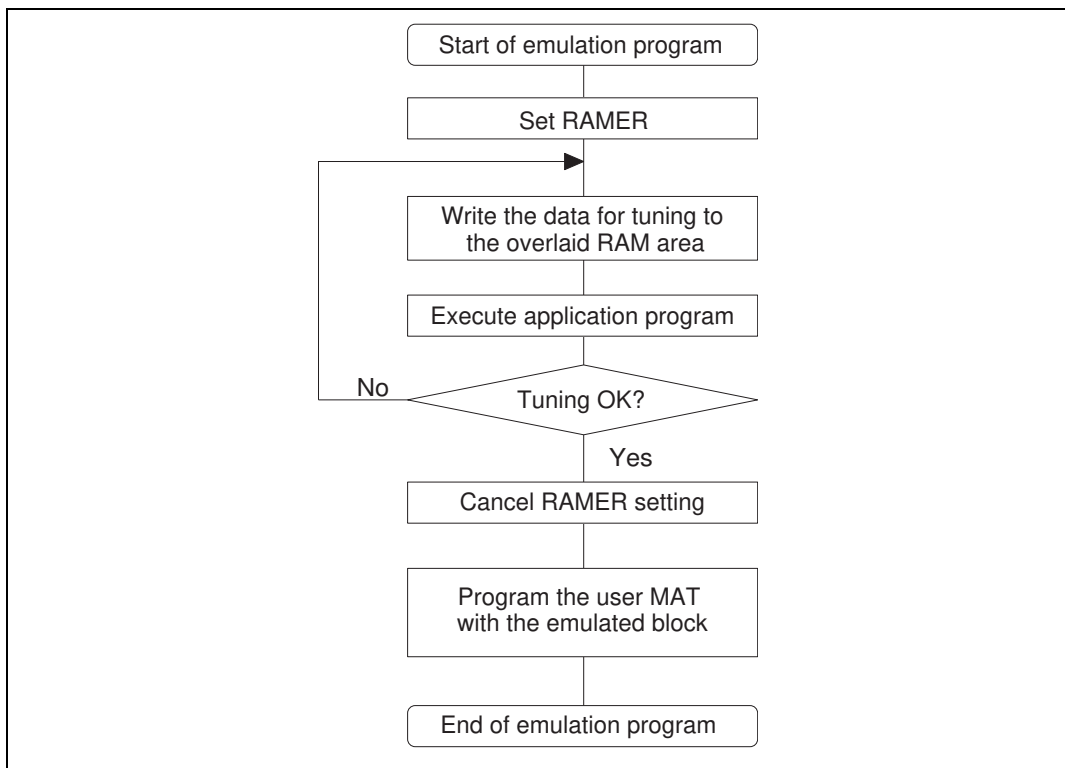 Start of emulation program
Set RAMER
Write the data for tuning to
the overlaid RAM area
Execute application program
No
Tuning OK?
Yes
Cancel RAMER setting
Program the user MAT
with the emulated block
End of emulation program